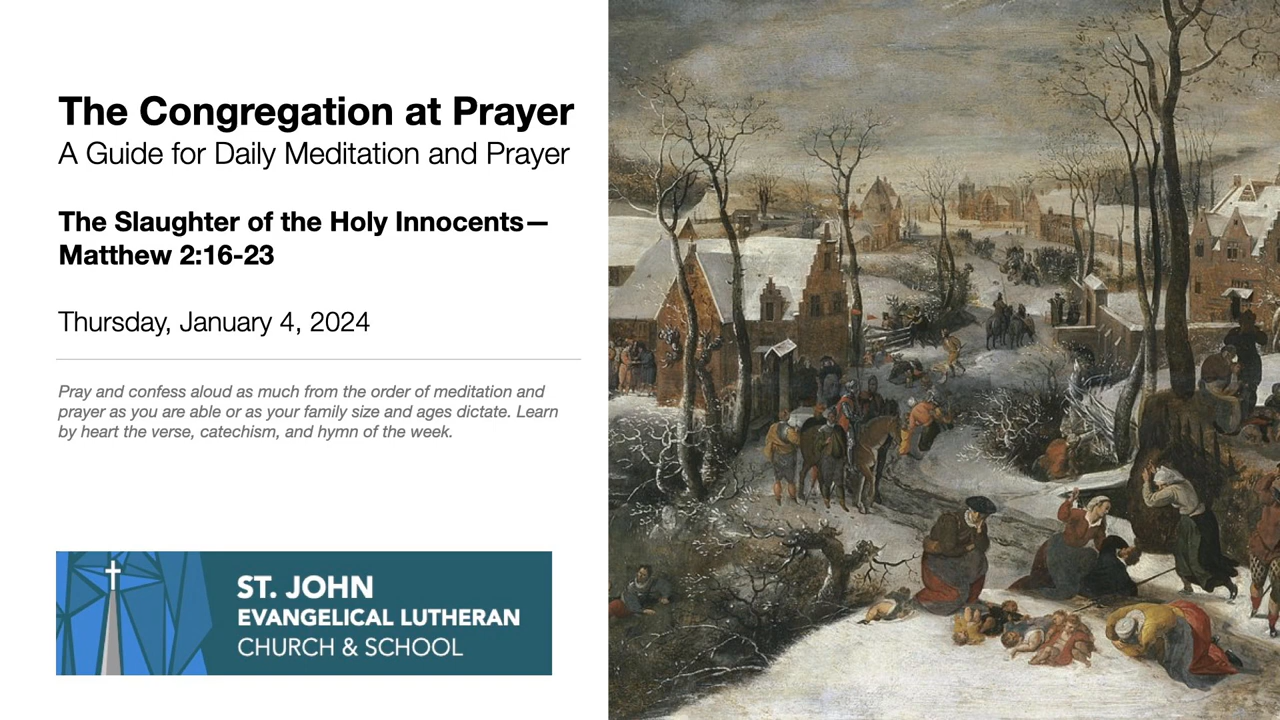 The Congregation at Prayer
A Guide for Daily Meditation and Prayer
The Slaughter of the Holy Innocents—
Matthew 2:16-23
Thursday, January 4, 2024
Pray and confess aloud as much from the order of meditation and
prayer as you are able or as your family size and ages dictate. Learn
by heart the verse, catechism, and hymn of the week.
ST. JOHN
EVANGELICAL LUTHERAN
CHURCH & SCHOOL